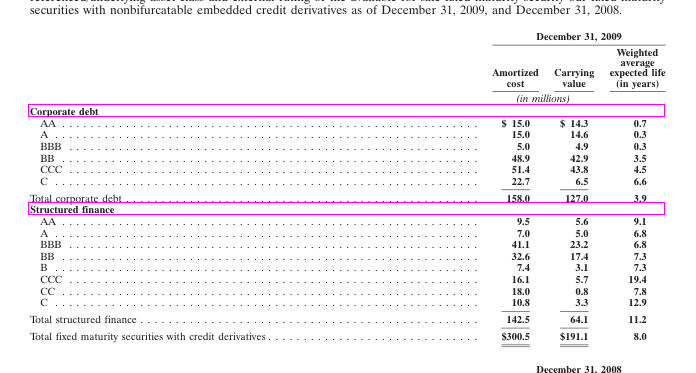 securities with nonbifurcatable embedded credit derivatives as of December 31, 2009, and December 31, 2008.
December 31, 2009
Weighted
average
Amortized Carrying expected life
cost value (in years)
(in millions)
Corporate debt
AA $ 15.0 $ 14.3 0.7
A 15.0 14.6 0.3
BBB 5.0 4.9 0.3
BB 48.9 42.9 3.5
CCC 51.4 43.8 4.5
C 22.7 6.5 6.6
Total corporate debt 158.0 127.0 3.9
Structured finance
AA 9.5 5.6 9.1
A 7.0 5.0 6.8
BBB 41.1 23.2 6.8
BB 32.6 17.4 7.3
B 7.4 3.1 7.3
CCC 16.1 5.7 19.4
CC 18.0 0.8 7.8
C 10.8 3.3 12.9
Total structured finance 142.5 64.1 11.2
Total fixed maturity securities with credit derivatives $300.5 $191.1 8.0
December 31, 2008